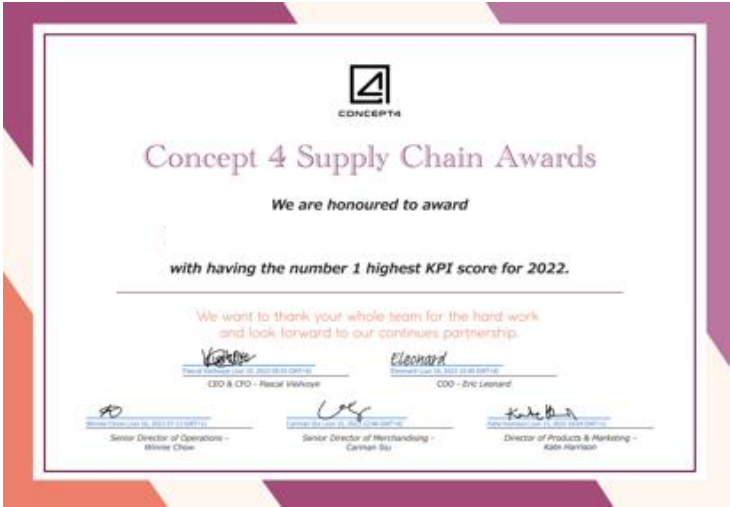 CONCEPT4
Concept 4 Supply Chain Awards
We are honoured to award
with having the number 1 highest KPI score for 2022.
We want to thank your whole team for the hard work
and look forward to our continues partnership.
Eleonard
CEO & CFO - Pascal Vielvoye
COO - Eric Leonard
Senior Director of Operations -
Winnie Chow
Senior Director of Merchandising -
Carman Siu
Director of Products & Marketing -
Kate Harrison